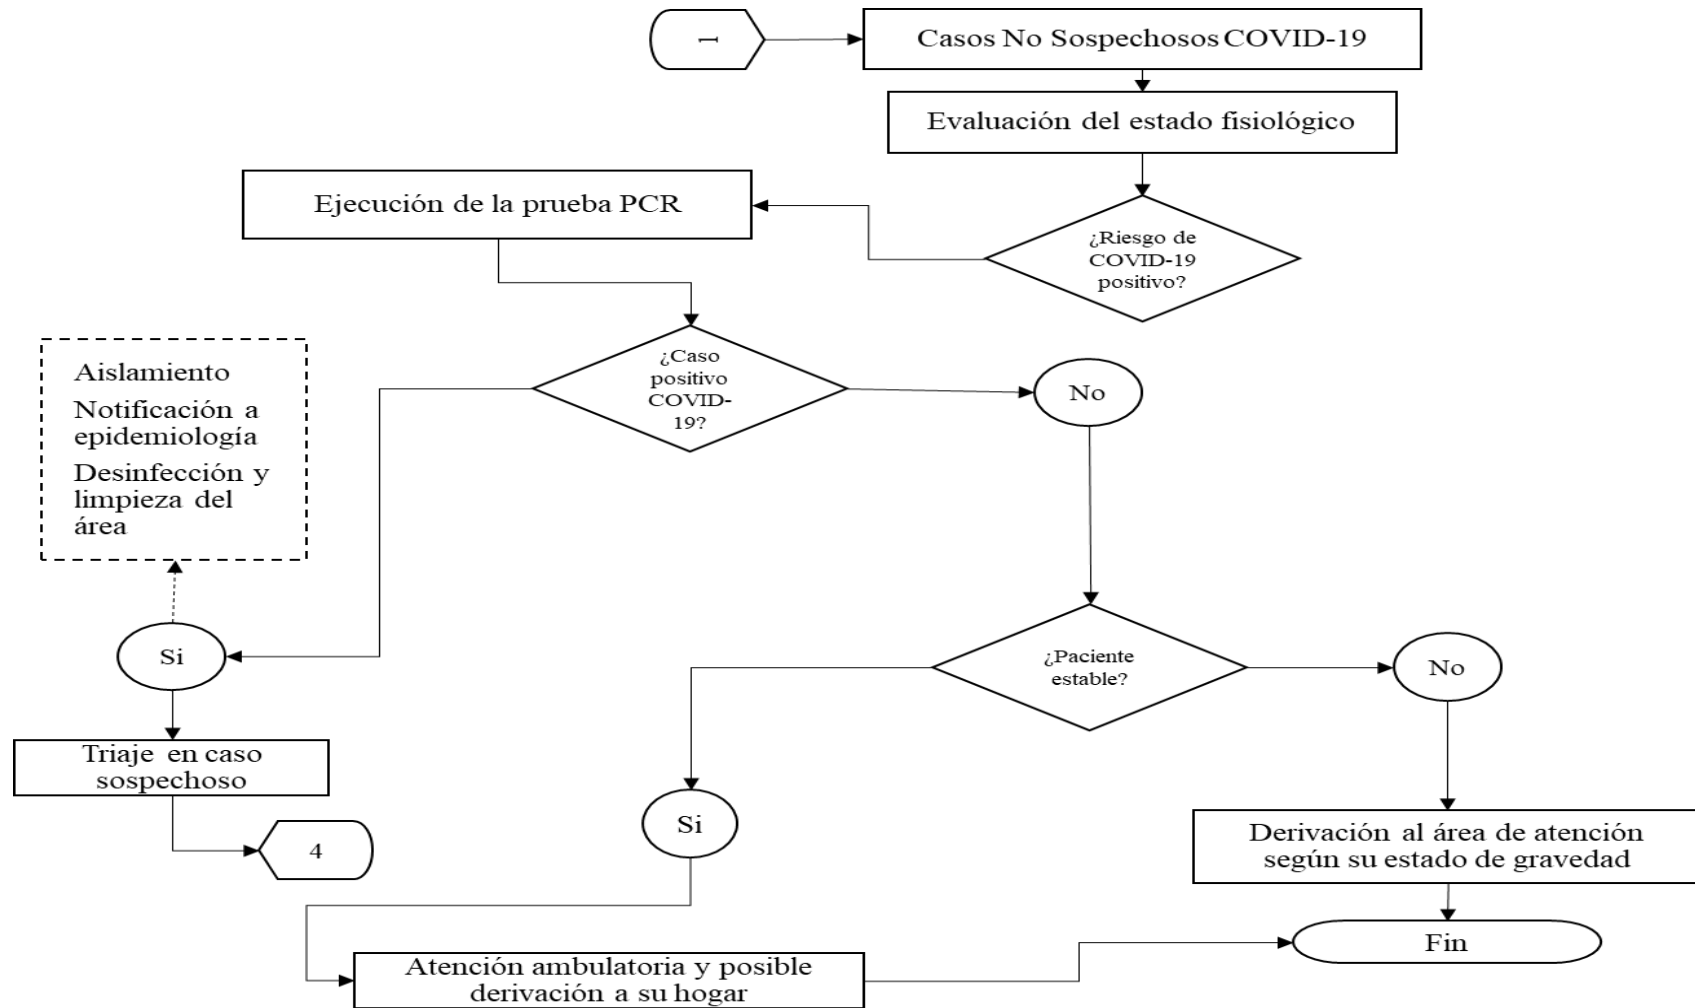 1
Casos No Sospechosos COVID-19
Evaluación del estado fisiológico
Ejecución de la prueba PCR
¿Riesgo de
COVID-19
positivo?
¿Caso
positivo
COVID-
19?
No
Aislamiento
Notificación a
epidemiología
Desinfección y
limpieza del
área
Si
¿Paciente
estable?
No
Triaje en caso
sospechoso
4
Si
Derivación al área de atención
según su estado de gravedad
Fin
Atención ambulatoria y posible
derivación a su hogar